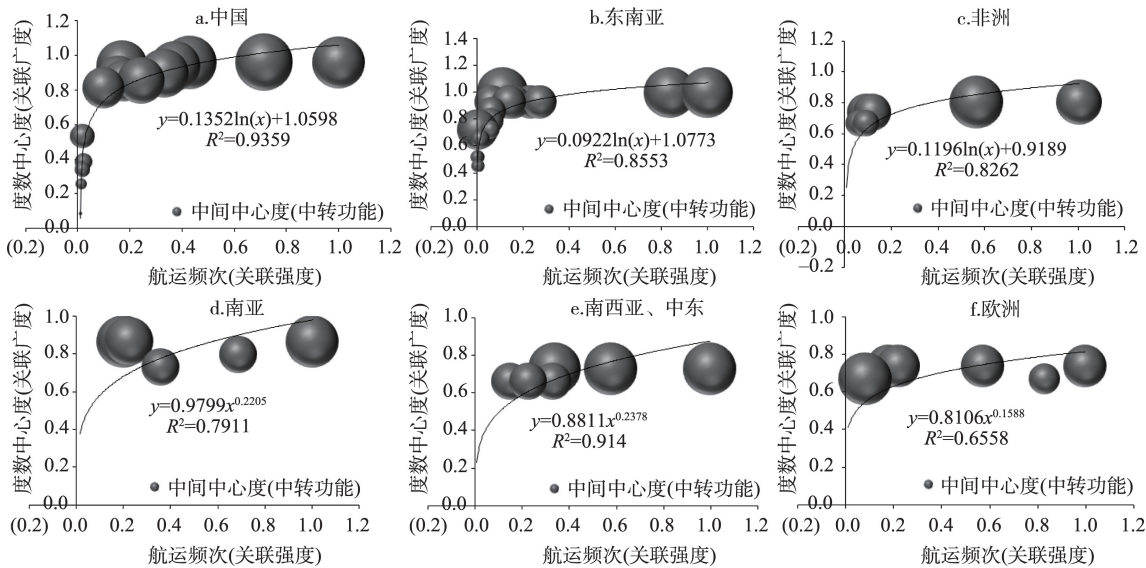 a.中国
度数中心度(关联广度)
1.2
1.0
0.8
0.6
0.4
0.2
0.0
y=0.1352ln(x)+1.0598
R²=0.9359
中间中心度(中转功能)
(0.2) 0.0 0.2 0.4 0.6 0.8 1.0 1.2
航运频次(关联强度)
b.东南亚
度数中心度(关联广度)
1.4
1.2
1.0
0.8
0.6
0.4
0.2
0.0
y=0.0922ln(x)+1.0773
R²=0.8553
中间中心度(中转功能)
(0.2) 0.0 0.2 0.4 0.6 0.8 1.0 1.2
航运频次(关联强度)
c.非洲
度数中心度(关联广度)
1.2
1.0
0.8
0.6
0.4
0.2
0.0
−0.2
y=0.1196ln(x)+0.9189
R²=0.8262
中间中心度(中转功能)
(0.2) 0.0 0.2 0.4 0.6 0.8 1.0 1.2
航运频次(关联强度)
d.南亚
度数中心度(关联广度)
1.0
0.8
0.6
0.4
0.2
0.0
y=0.9799x^0.2205
R²=0.7911
中间中心度(中转功能)
(0.2) 0.0 0.2 0.4 0.6 0.8 1.0 1.2
航运频次(关联强度)
e.南西亚、中东
度数中心度(关联广度)
1.0
0.8
0.6
0.4
0.2
0.0
y=0.8811x^0.2378
R²=0.914
中间中心度(中转功能)
(0.2) 0.0 0.2 0.4 0.6 0.8 1.0 1.2
航运频次(关联强度)
f.欧洲
度数中心度(关联广度)
1.0
0.8
0.6
0.4
0.2
0.0
y=0.8106x^0.1588
R²=0.6558
中间中心度(中转功能)
(0.2) 0.0 0.2 0.4 0.6 0.8 1.0 1.2
航运频次(关联强度)